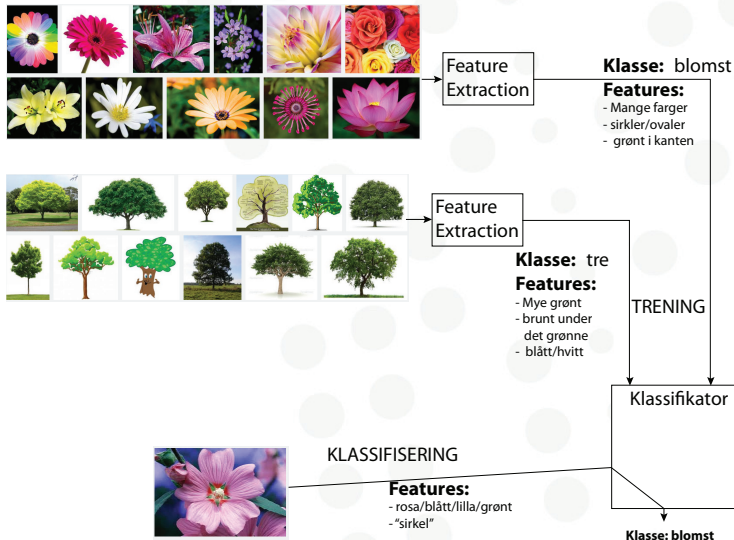 Feature
Extraction
Klasse: blomst
Features:
- Mange farger
- sirkler/ovaler
- grønt i kanten
Feature
Extraction
Klasse: tre
Features:
- Mye grønt
- brunt under
det grønne
- blått/hvitt
TRENING
Klassifikator
KLASSIFISERING
Features:
- rosa/blått/lilla/grønt
- "sirkel"
Klasse: blomst